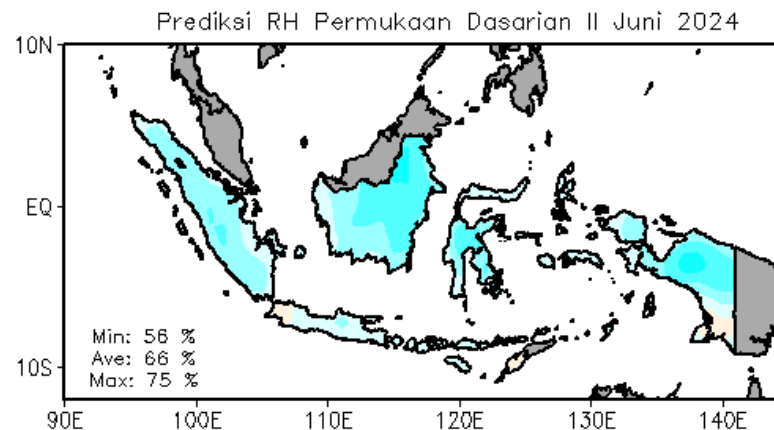 Prediksi RH Permukaan Dasarian II Juni 2024
10N
EQ
10S
Min: 56 %
Ave: 66 %
Max: 75 %
90E 100E 110E 120E 130E 140E